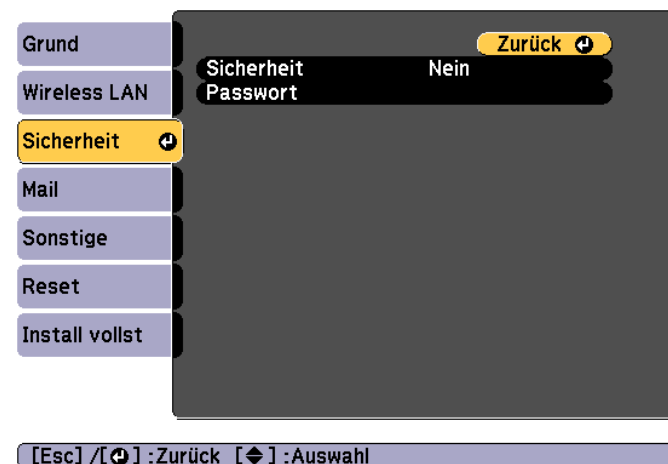 Grund
Zurück
Sicherheit Nein
Wireless LAN
Passwort
Sicherheit
Mail
Sonstige
Reset
Install vollst
[Esc] /[⏎] :Zurück [◆] :Auswahl